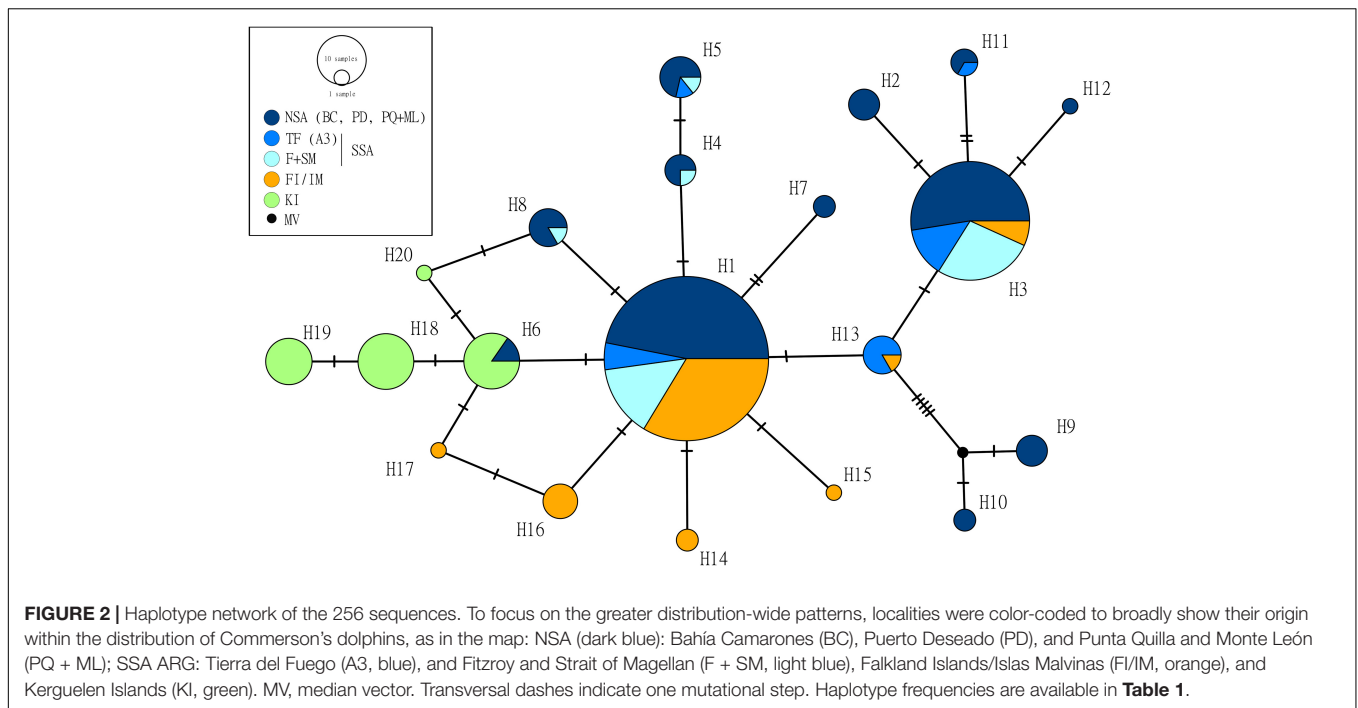 10 samples
1 sample
NSA (BC, PD, PQ+ML)
TF (A3)
F+SM
SSA
FI/IM
KI
MV
H5
H4
H11
H2
H12
H8
H7
H20
H1
H3
H19
H18
H6
H13
H17
H16
H15
H14
H9
H10
FIGURE 2 | Haplotype network of the 256 sequences. To focus on the greater distribution-wide patterns, localities were color-coded to broadly show their origin
within the distribution of Commerson's dolphins, as in the map: NSA (dark blue): Bahía Camarones (BC), Puerto Deseado (PD), and Punta Quilla and Monte León
(PQ + ML); SSA ARG: Tierra del Fuego (A3, blue), and Fitzroy and Strait of Magellan (F + SM, light blue), Falkland Islands/Islas Malvinas (FI/IM, orange), and
Kerguelen Islands (KI, green). MV, median vector. Transversal dashes indicate one mutational step. Haplotype frequencies are available in Table 1.